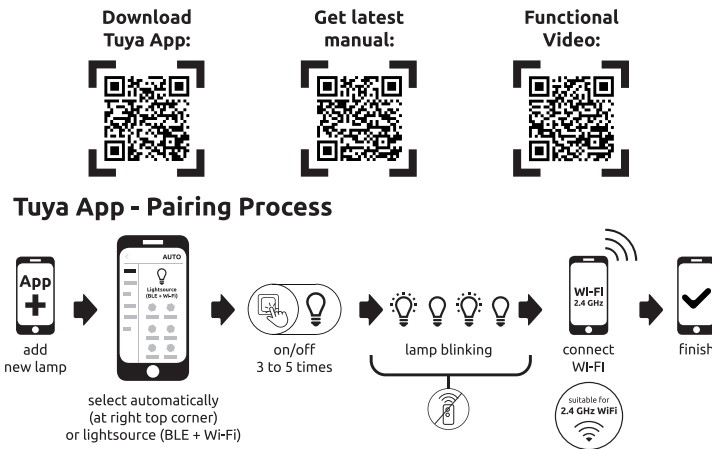 Download
Tuya App:
Get latest
manual:
Functional
Video:
Tuya App - Pairing Process
App
+
add
new lamp
AUTO
Lightsource
(BLE + Wi-Fi)
select automatically
(at right top corner)
or lightsource (BLE + Wi-Fi)
on/off
3 to 5 times
lamp blinking
WI-FI
2.4 GHz
connect
WI-FI
suitable for
2.4 GHz WiFi
finish